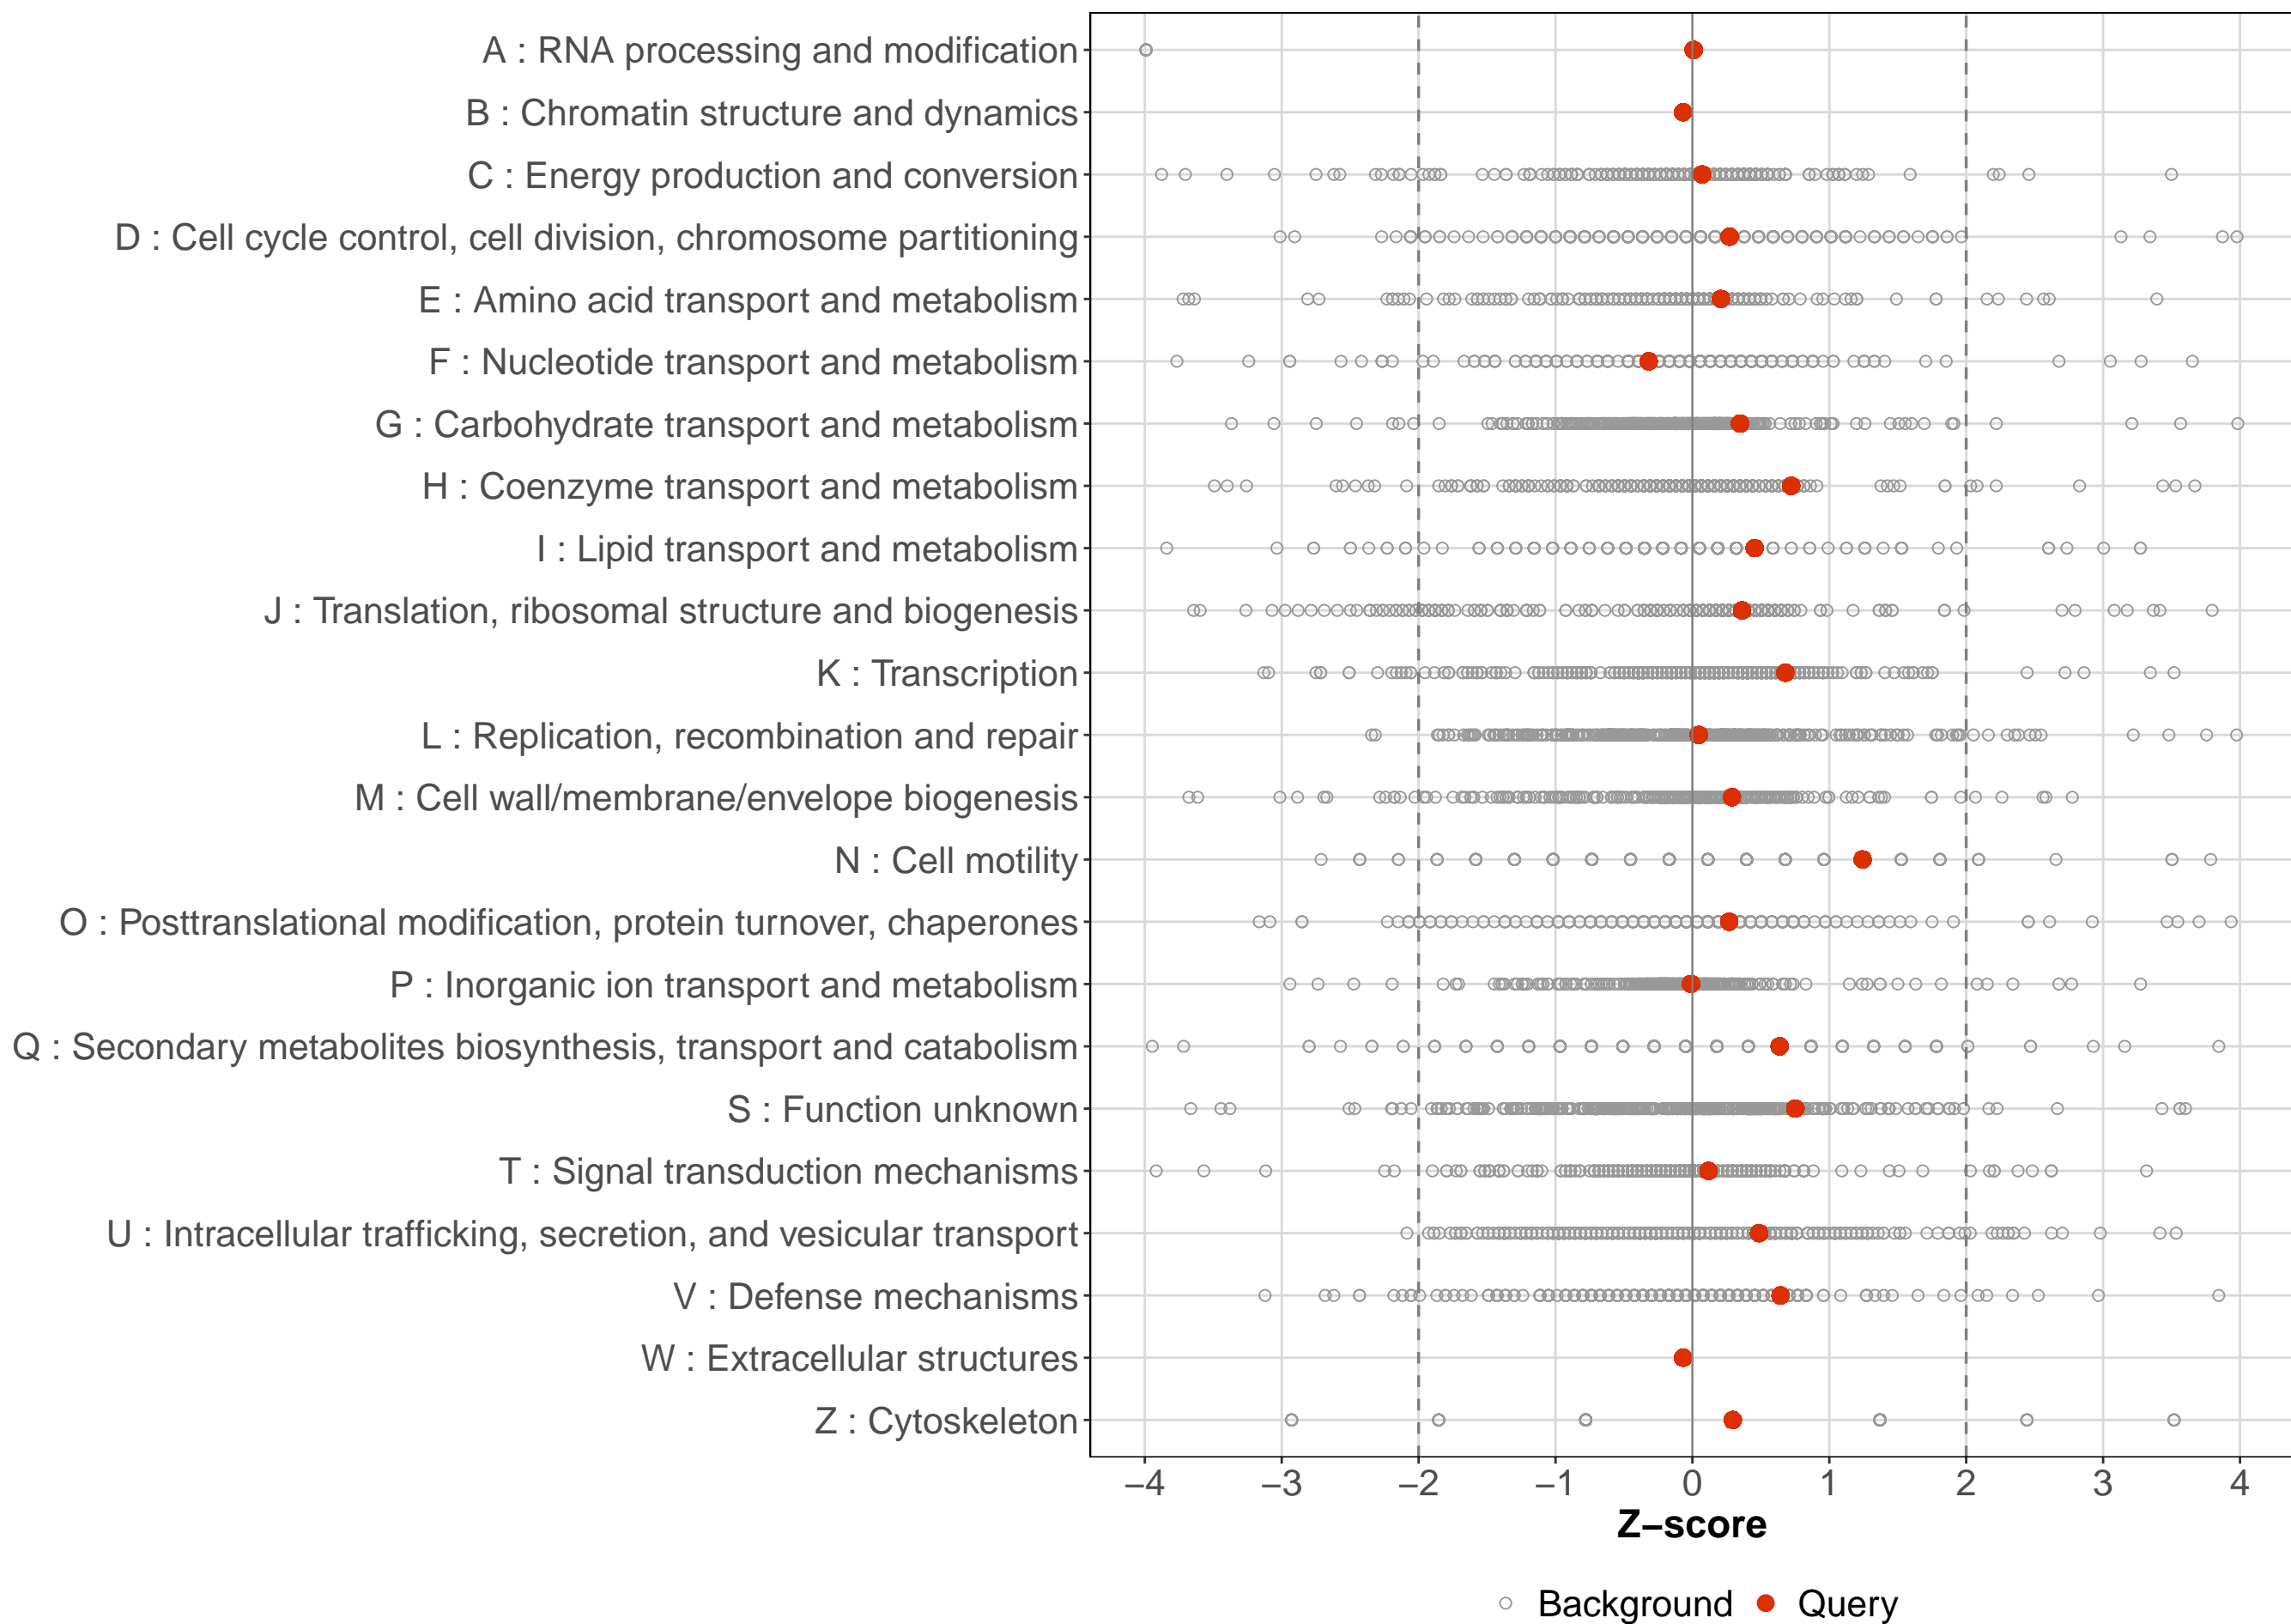 A : RNA processing and modification
B : Chromatin structure and dynamics
C : Energy production and conversion
D : Cell cycle control, cell division, chromosome partitioning
E : Amino acid transport and metabolism
F : Nucleotide transport and metabolism
G : Carbohydrate transport and metabolism
H : Coenzyme transport and metabolism
I : Lipid transport and metabolism
J : Translation, ribosomal structure and biogenesis
K : Transcription
L : Replication, recombination and repair
M : Cell wall/membrane/envelope biogenesis
N : Cell motility
O : Posttranslational modification, protein turnover, chaperones
P : Inorganic ion transport and metabolism
Q : Secondary metabolites biosynthesis, transport and catabolism
S : Function unknown
T : Signal transduction mechanisms
U : Intracellular trafficking, secretion, and vesicular transport
V : Defense mechanisms
W : Extracellular structures
Z : Cytoskeleton
−4 −3 −2 −1 0 1 2 3 4
Z−score
Background Query